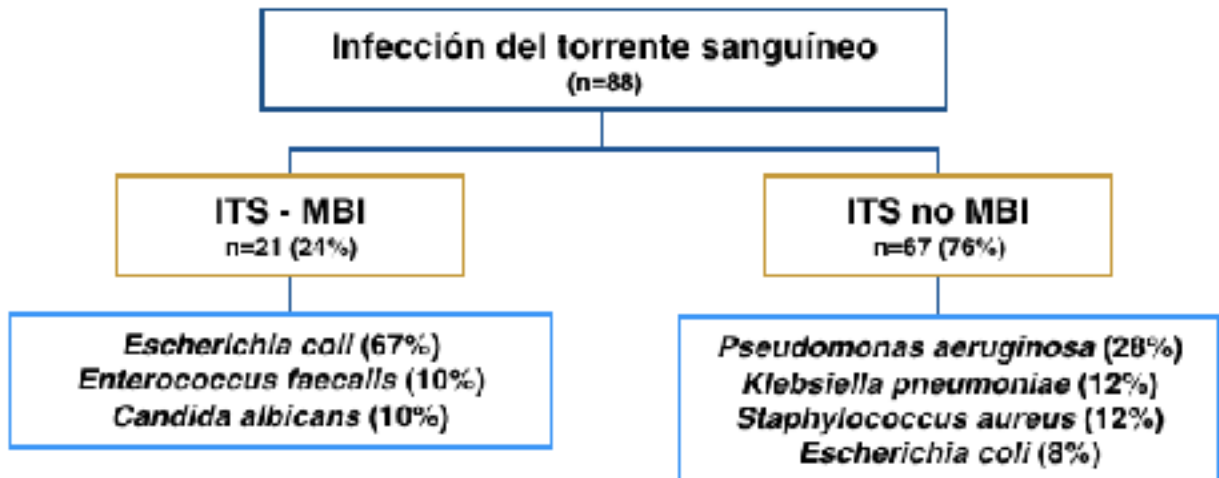 Infección del torrente sanguíneo
(n=88)
ITS - MBI
n=21 (24%)
Escherichia coli (67%)
Enterococcus faecalis (10%)
Candida albicans (10%)
ITS no MBI
n=67 (76%)
Pseudomonas aeruginosa (28%)
Klebsiella pneumoniae (12%)
Staphylococcus aureus (12%)
Escherichia coli (8%)